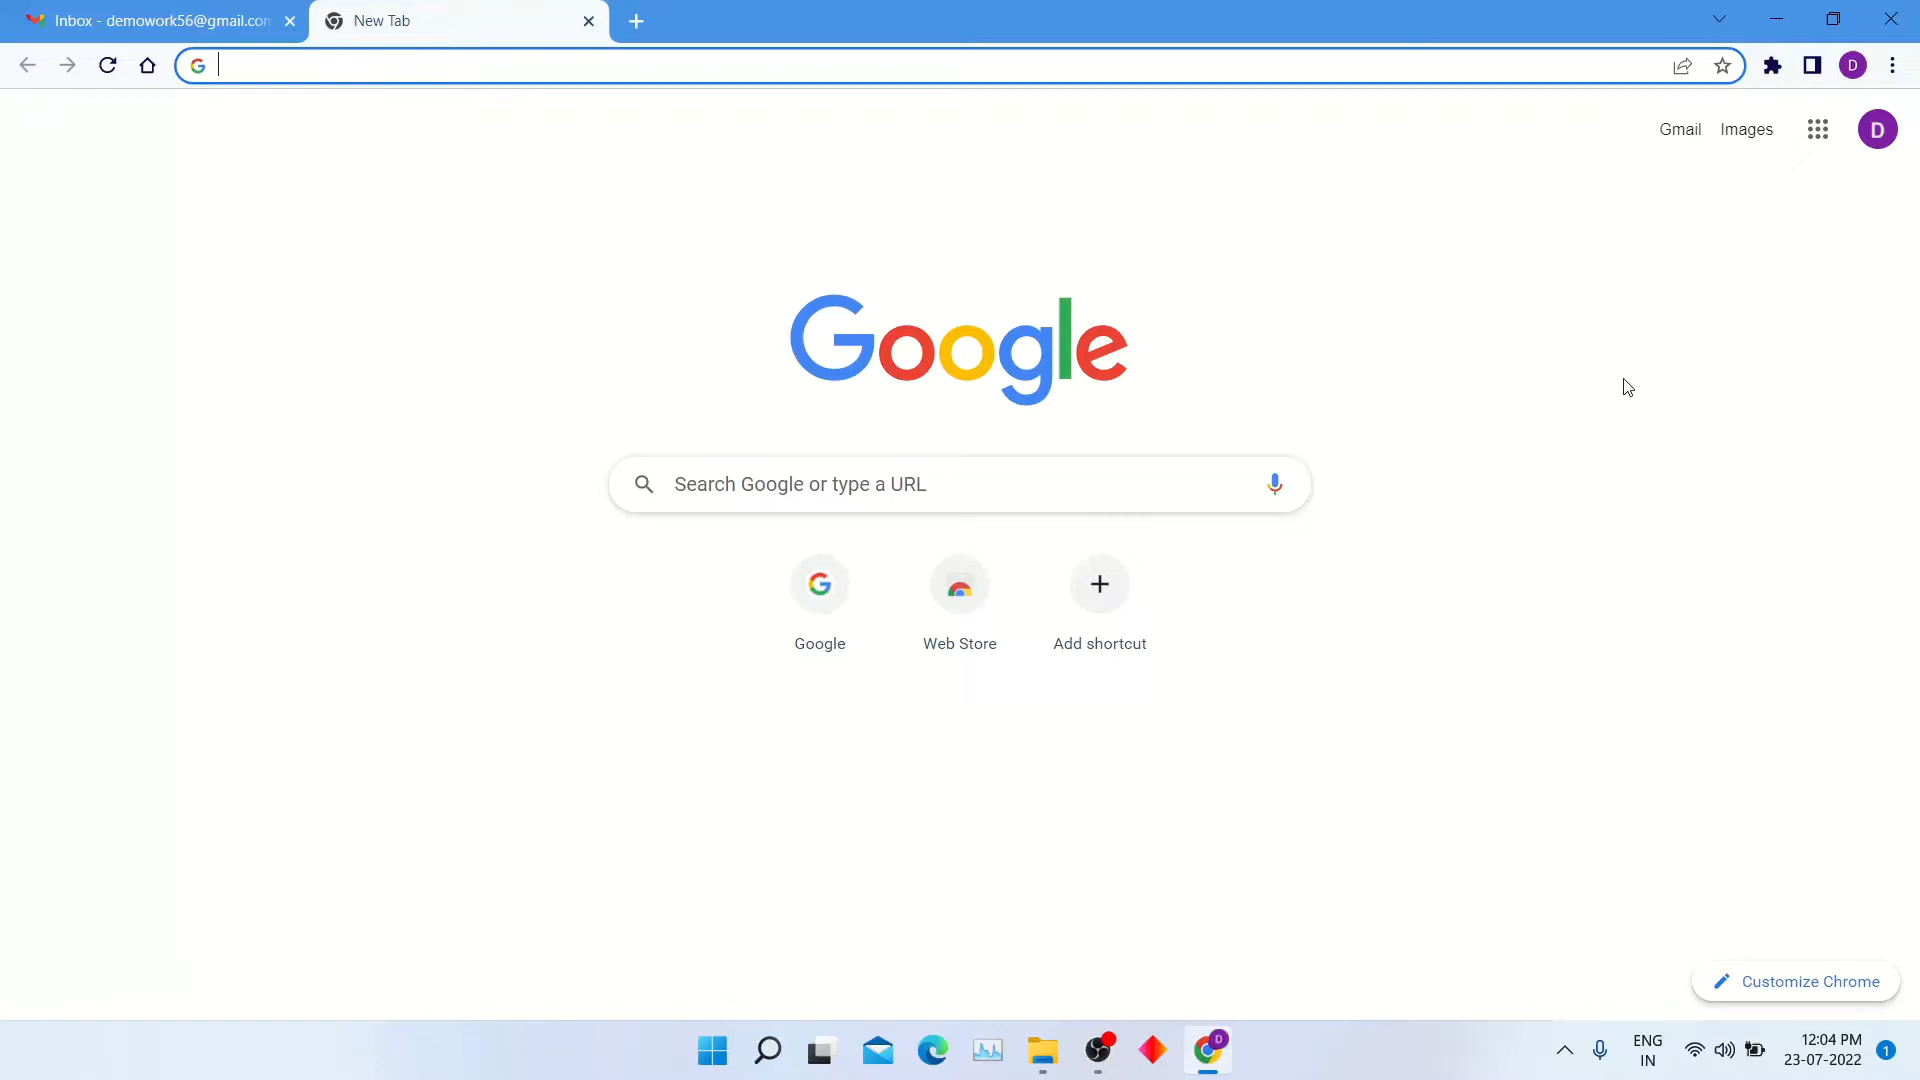 Inbox - demowork56@gmail.com
New Tab
D
Gmail
Images
D
Google
Search Google or type a URL
Google
Web Store
Add shortcut
Customize Chrome
D
ENG
IN
12:04 PM
23-07-2022
1